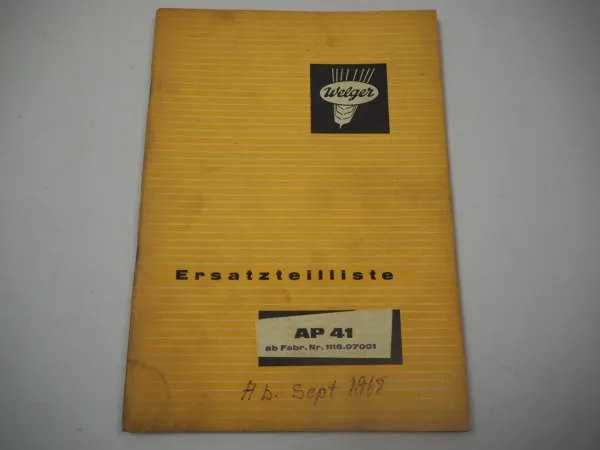 Welger
Ersatzteilliste
AP 41
ab Fabr. Nr. 1118.07001
Ab. Sept 1968